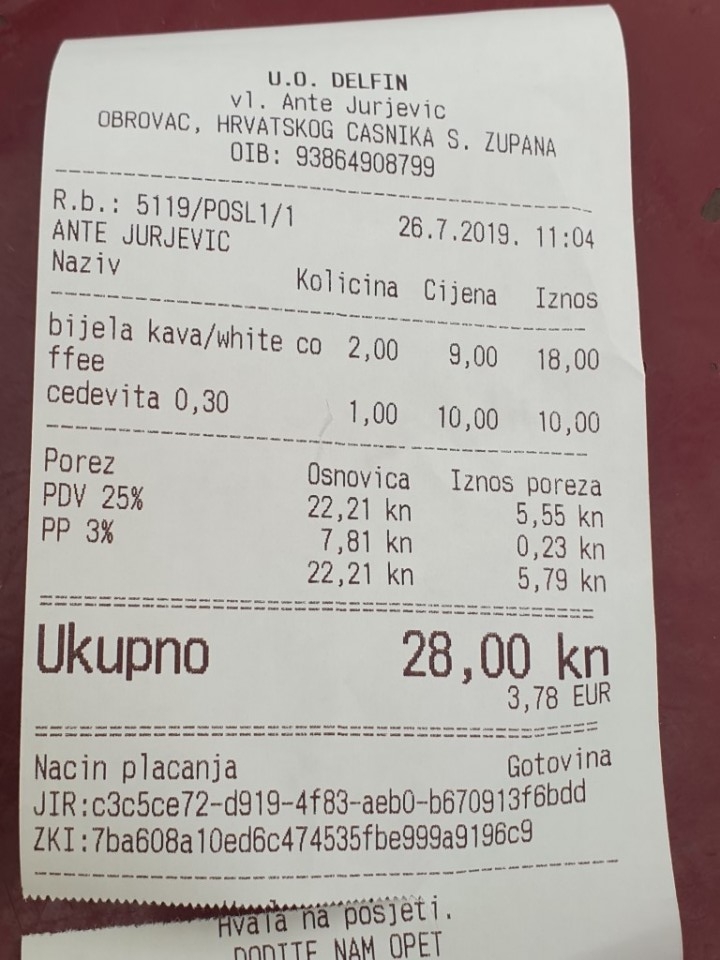 U.O. DELFIN
vl. Ante Jurjevic
OBROVAC, HRVATSKOG CASNIKA S. ZUPANA
OIB: 93864908799
R.b.: 5119/POSL1/1 26.7.2019. 11:04
ANTE JURJEVIC
Naziv Kolicina Cijena Iznos
bijela kava/white co 2,00 9,00 18,00
ffee
cedevita 0,30 1,00 10,00 10,00
Porez Osnovica Iznos poreza
PDV 25% 22,21 kn 5,55 kn
PP 3% 7,81 kn 0,23 kn
22,21 kn 5,79 kn
Ukupno 28,00 kn
3,78 EUR
Nacin placanja Gotovina
JIR:c3c5ce72-d919-4f83-aeb0-b670913f6bdd
ZKI:7ba608a10ed6c474535fbe999a9196c9
Hvala na posjeti.
DODITE NAM OPET